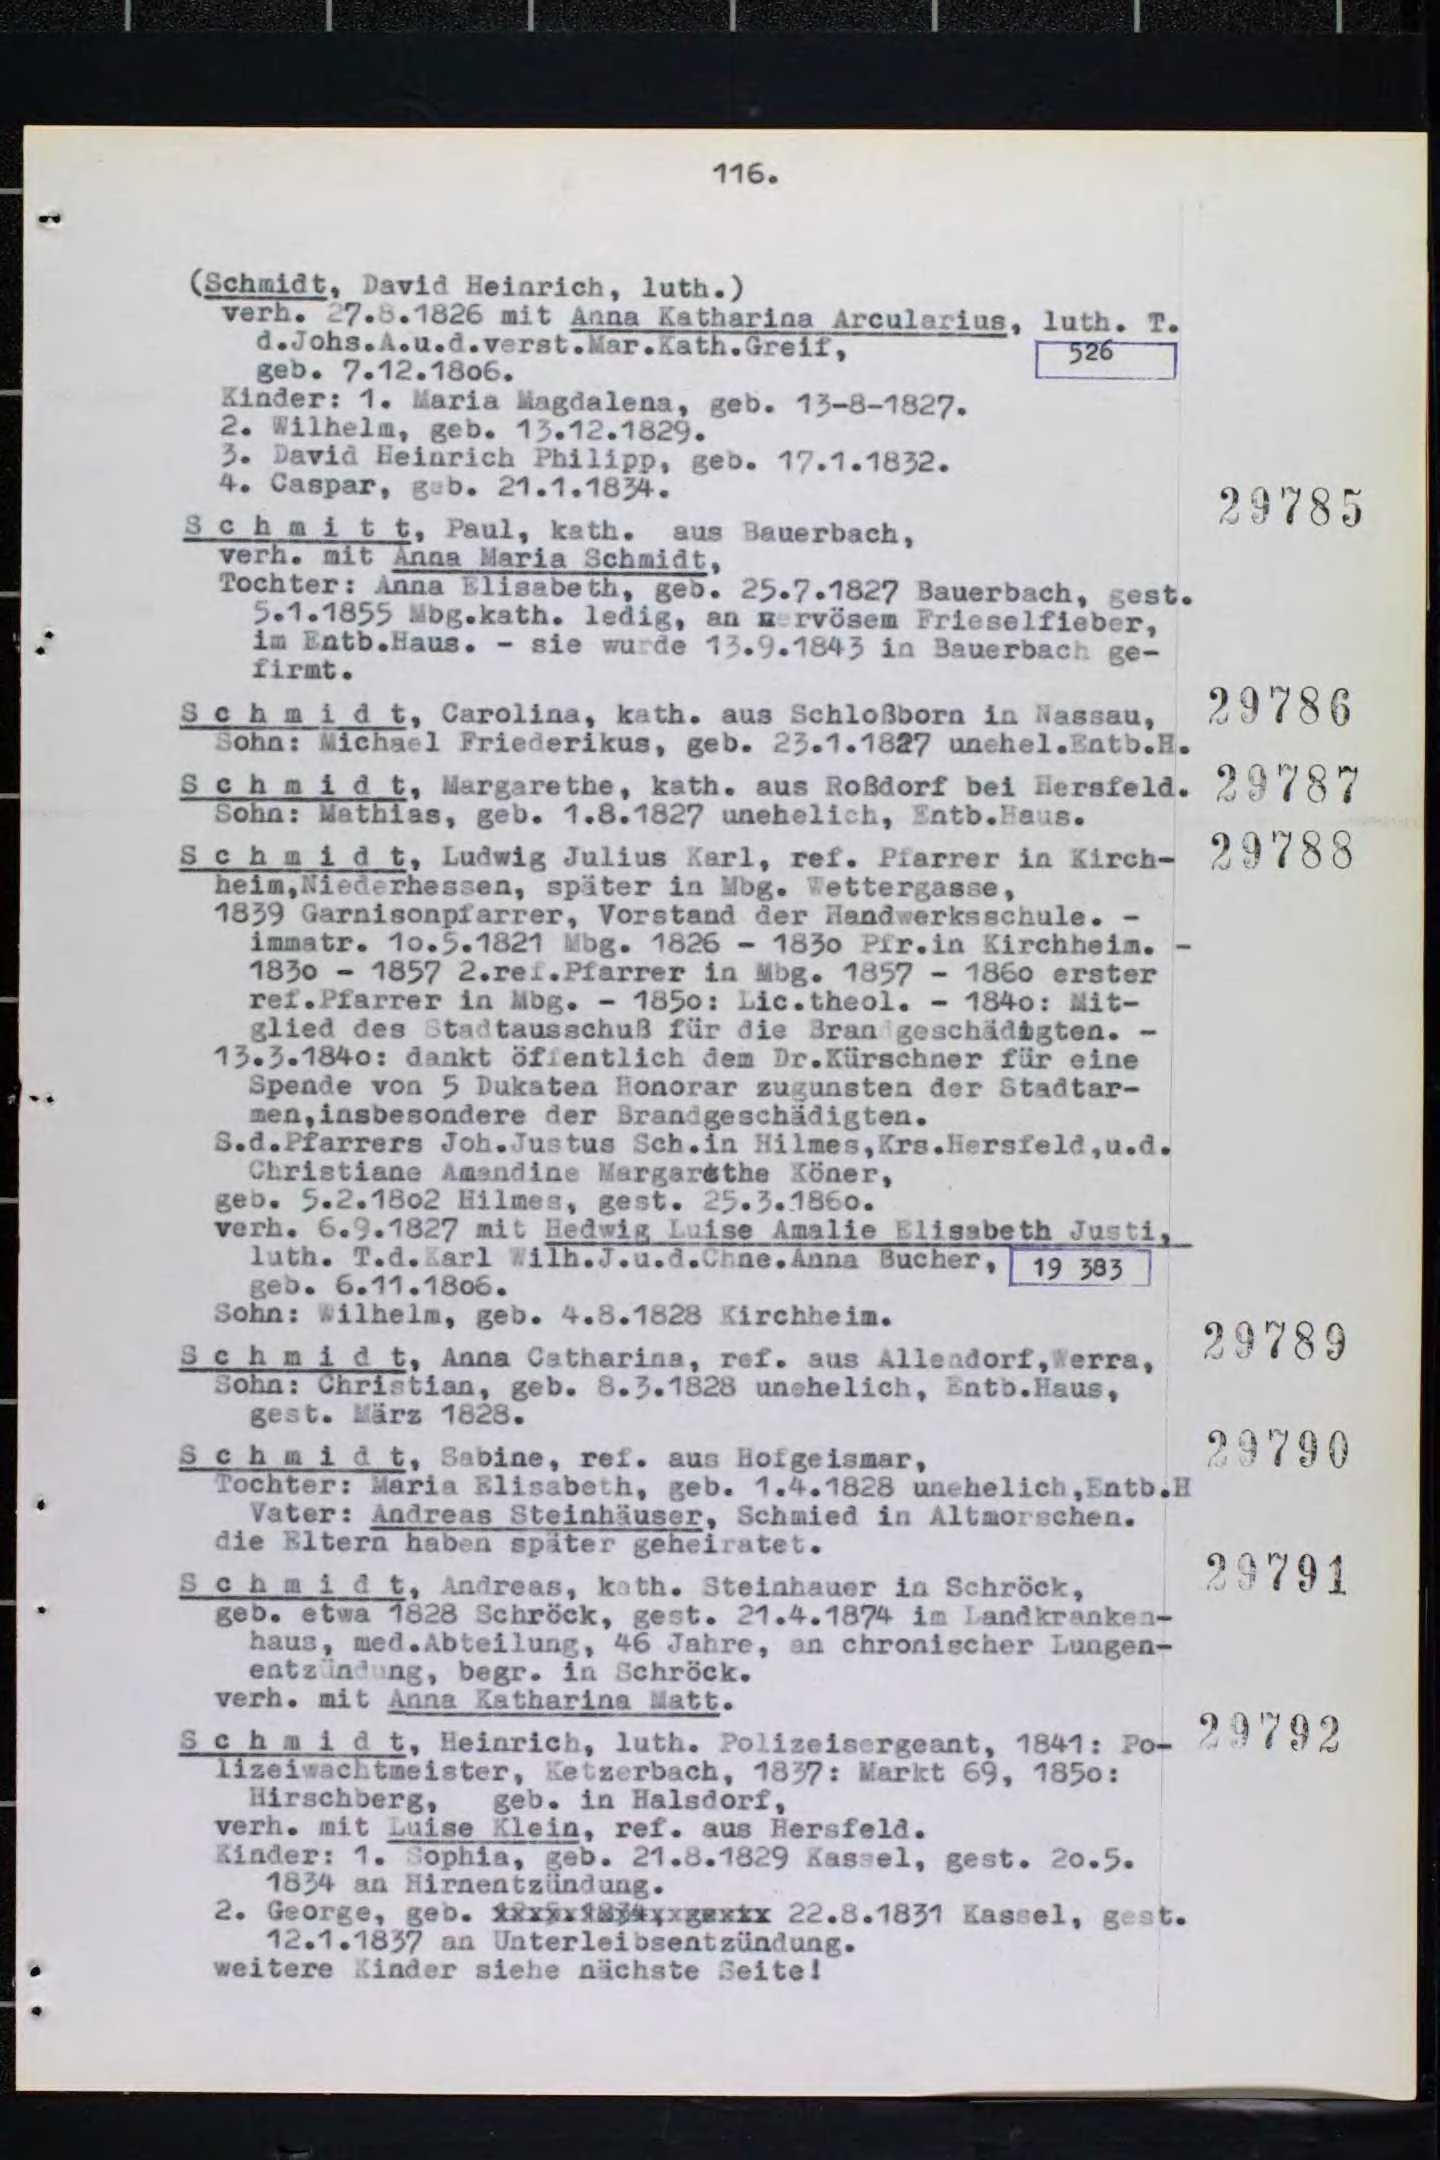 116.
(Schmidt, David Heinrich, luth.)
verh. 27.8.1826 mit Anna Katharina Arcularius, luth. T.
d.Johs.A.u.d.verst.Mar.Kath.Greif,
526
geb. 7.12.18o6.
Kinder: 1. Maria Magdalena, geb. 13-8-1827.
2. Wilhelm, geb. 13.12.1829.
3. David Heinrich Philipp, geb. 17.1.1832.
4. Caspar, geb. 21.1.1834.
29785
S c h m i t t, Paul, kath. aus Bauerbach,
verh. mit Anna Maria Schmidt,
Tochter: Anna Elisabeth, geb. 25.7.1827 Bauerbach, gest.
5.1.1855 Mbg.kath. ledig, an nervösem Frieselfieber,
im Entb.Haus. - sie wurde 13.9.1843 in Bauerbach ge-
firmt.
S c h m i d t, Carolina, kath. aus Schloßborn in Nassau, 29786
Sohn: Michael Friederikus, geb. 23.1.1827 unehel.Entb.H.
S c h m i d t, Margarethe, kath. aus Roßdorf bei Hersfeld. 29787
Sohn: Mathias, geb. 1.8.1827 unehelich, Entb.Haus.
S c h m i d t, Ludwig Julius Karl, ref. Pfarrer in Kirch- 29788
heim,Niederhessen, später in Mbg. Wettergasse,
1839 Garnisonpfarrer, Vorstand der Handwerksschule. -
immatr. 1o.5.1821 Mbg. 1826 - 183o Pfr.in Kirchheim. -
183o - 1857 2.ref.Pfarrer in Mbg. 1857 - 186o erster
ref.Pfarrer in Mbg. - 185o: Lic.theol. - 184o: Mit-
glied des Stadtausschuß für die Brandgeschädigten. -
13.3.184o: dankt öffentlich dem Dr.Kürschner für eine
Spende von 5 Dukaten Honorar zugunsten der Stadtar-
men,insbesondere der Brandgeschädigten.
S.d.Pfarrers Joh.Justus Sch.in Hilmes,Krs.Hersfeld,u.d.
Christiane Amandine Margarethe Köner,
geb. 5.2.18o2 Hilmes, gest. 25.3.186o.
verh. 6.9.1827 mit Hedwig Luise Amalie Elisabeth Justi,
luth. T.d.Karl Wilh.J.u.d.Chne.Anna Bucher, 19 383
geb. 6.11.18o6.
Sohn: Wilhelm, geb. 4.8.1828 Kirchheim.
S c h m i d t, Anna Catharina, ref. aus Allendorf,Werra, 29789
Sohn: Christian, geb. 8.3.1828 unehelich, Entb.Haus,
gest. März 1828.
S c h m i d t, Sabine, ref. aus Hofgeismar, 29790
Tochter: Maria Elisabeth, geb. 1.4.1828 unehelich,Entb.H
Vater: Andreas Steinhäuser, Schmied in Altmorschen.
die Eltern haben später geheiratet.
S c h m i d t, Andreas, kath. Steinhauer in Schröck, 29791
geb. etwa 1828 Schröck, gest. 21.4.1874 im Landkranken-
haus, med.Abteilung, 46 Jahre, an chronischer Lungen-
entzündung, begr. in Schröck.
verh. mit Anna Katharina Matt.
S c h m i d t, Heinrich, luth. Polizeisergeant, 1841: Po- 29792
lizeiwachtmeister, Ketzerbach, 1837: Markt 69, 185o:
Hirschberg, geb. in Halsdorf,
verh. mit Luise Klein, ref. aus Hersfeld.
Kinder: 1. Sophia, geb. 21.8.1829 Kassel, gest. 2o.5.
1834 an Hirnentzündung.
2. George, geb. 22.8.1831 Kassel, gest.
12.1.1837 an Unterleibsentzündung.
weitere Kinder siehe nächste Seite!